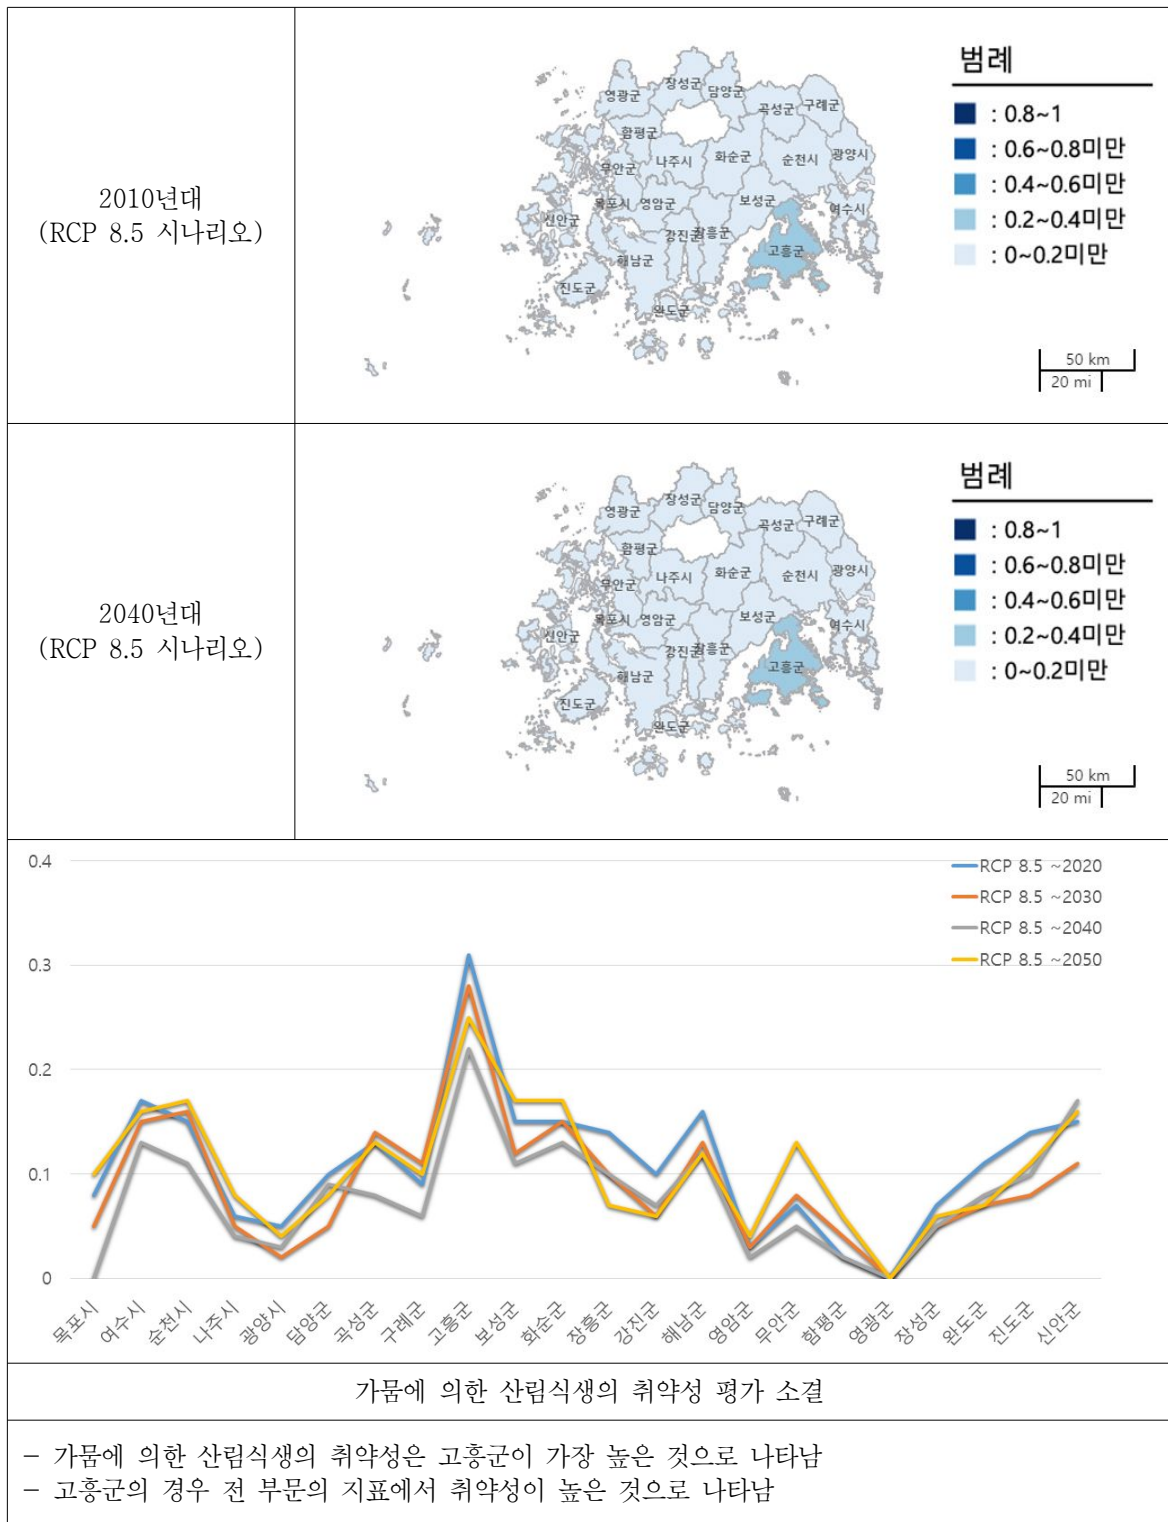 2010년대
(RCP 8.5 시나리오)
장성군
담양군
영광군
곡성군
구례군
함평군
나주시
화순군
순천시
광양시
무안군
목포시
영암군
보성군
여수시
신안군
강진군
장흥군
고흥군
해남군
진도군
완도군
범례
: 0.8~1
: 0.6~0.8미만
: 0.4~0.6미만
: 0.2~0.4미만
: 0~0.2미만
50 km
20 mi
2040년대
(RCP 8.5 시나리오)
장성군
담양군
영광군
곡성군
구례군
함평군
나주시
화순군
순천시
광양시
무안군
목포시
영암군
보성군
여수시
신안군
강진군
장흥군
고흥군
해남군
진도군
완도군
범례
: 0.8~1
: 0.6~0.8미만
: 0.4~0.6미만
: 0.2~0.4미만
: 0~0.2미만
50 km
20 mi
0.4
0.3
0.2
0.1
0
RCP 8.5 ~2020
RCP 8.5 ~2030
RCP 8.5 ~2040
RCP 8.5 ~2050
목포시
여수시
순천시
나주시
광양시
담양군
곡성군
구례군
고흥군
보성군
화순군
장흥군
강진군
해남군
영암군
무안군
함평군
영광군
장성군
완도군
진도군
신안군
가뭄에 의한 산림식생의 취약성 평가 소결
- 가뭄에 의한 산림식생의 취약성은 고흥군이 가장 높은 것으로 나타남
- 고흥군의 경우 전 부문의 지표에서 취약성이 높은 것으로 나타남